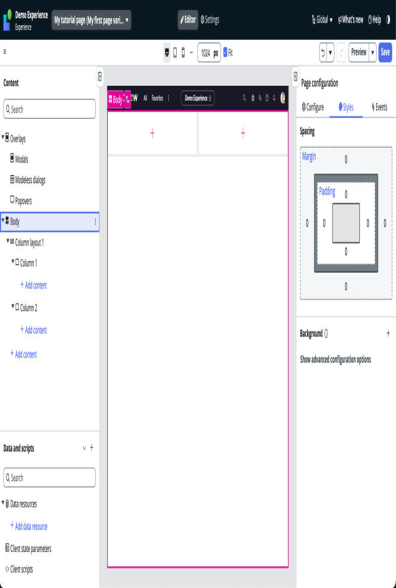 Demo Experience
Experience
My tutorial page (My first page vari...
Editor
Settings
Global
What's new
Help
1024 px
Fit
Preview
Save
Content
Search
Overlays
Modals
Modeless dialogs
Popovers
Body
Column layout 1
Column 1
+ Add content
Column 2
+ Add content
+ Add content
Data and scripts
Search
Data resources
+ Add data resource
Client state parameters
Client scripts
Body
All
Favorites
Demo Experience
Page configuration
Configure
Styles
Events
Spacing
Margin
0
Padding
0
0
0
0
0
0
0
Background
Show advanced configuration options